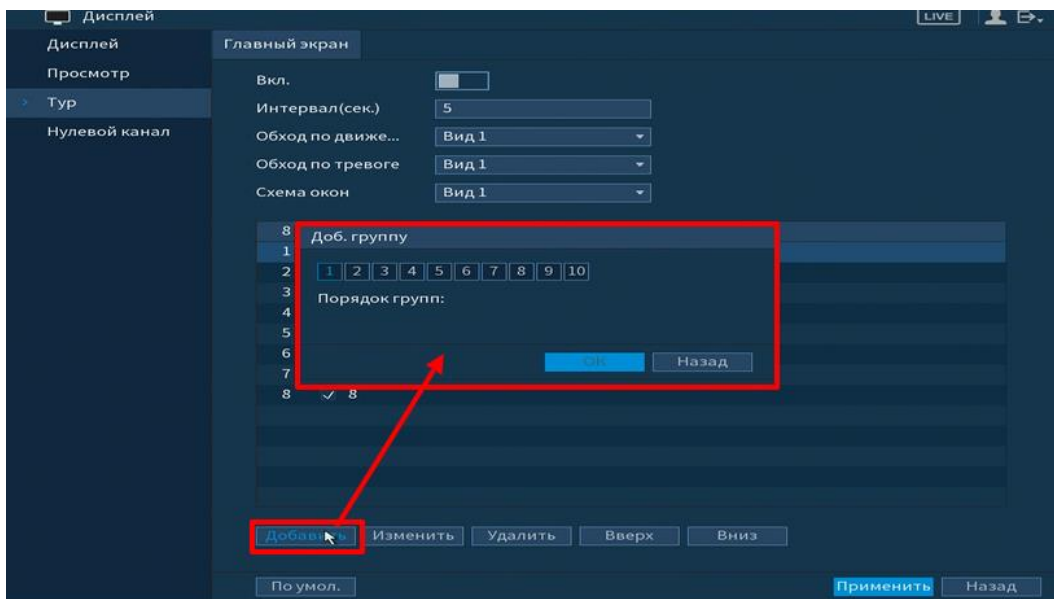 Дисплей LIVE
Дисплей Главный экран
Просмотр Вкл.
Тур Интервал(сек.) 5
Нулевой канал Обход по движе... Вид 1
Обход по тревоге Вид 1
Схема окон Вид 1
8
Доб. группу
1
2 1 2 3 4 5 6 7 8 9 10
3 Порядок групп:
4
5
6 ОК Назад
7
8 8
Добавить Изменить Удалить Вверх Вниз
По умол. Применить Назад